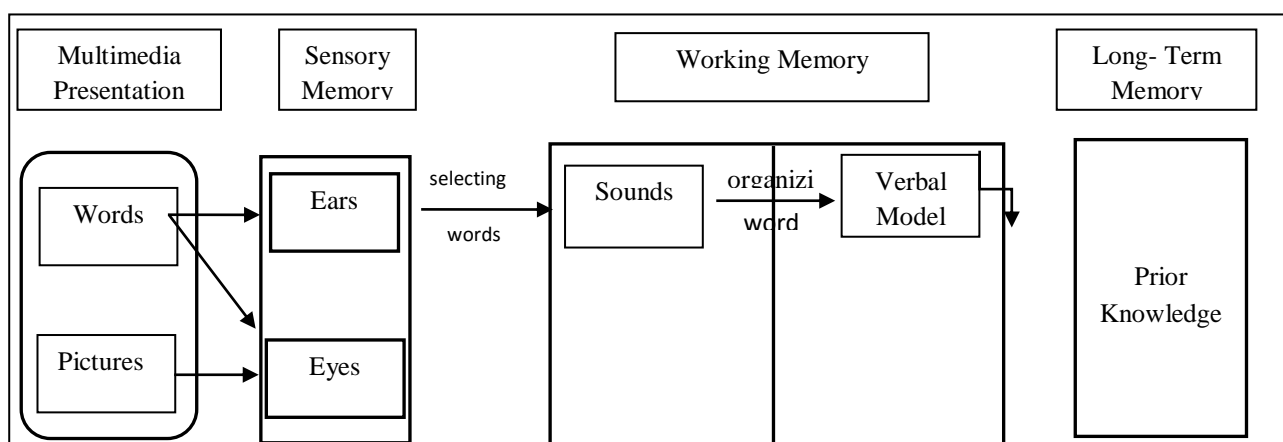 Multimedia
Presentation
Sensory
Memory
Working Memory
Long- Term
Memory
Words
Ears
selecting
words
Sounds
organizi
word
Verbal
Model
Pictures
Eyes
Prior
Knowledge